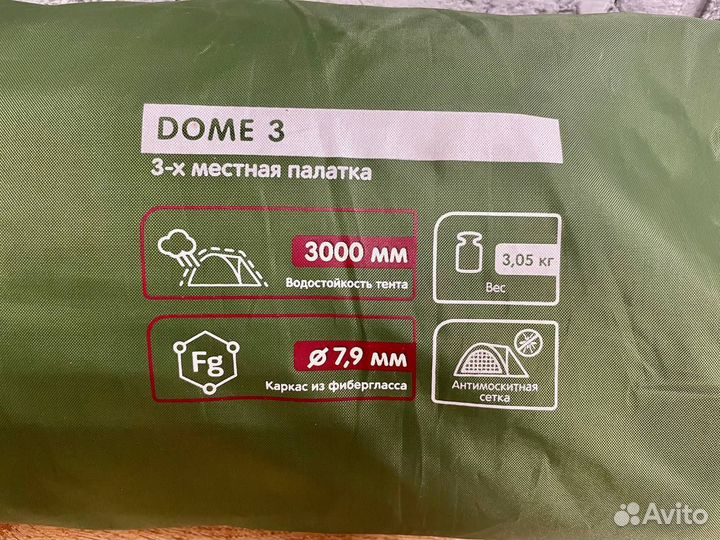 DOME 3
3-х местная палатка
3000 мм
Водостойкость тента
3,05 кг
Вес
Fg
⌀ 7,9 мм
Каркас из фибергласса
Антимоскитная
сетка
Avito